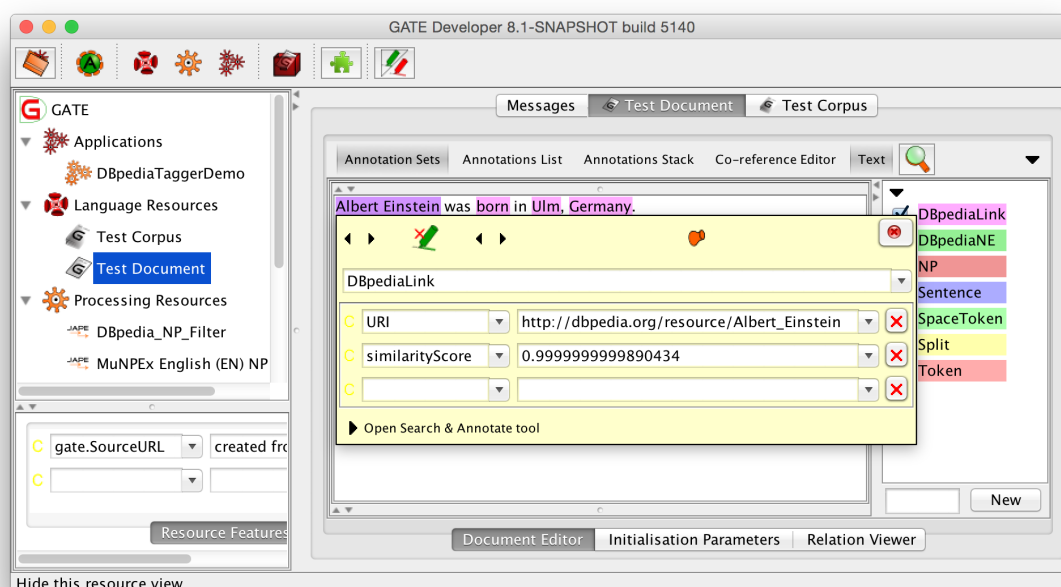 GATE Developer 8.1-SNAPSHOT build 5140
GATE
Applications
DBpediaTaggerDemo
Language Resources
Test Corpus
Test Document
Processing Resources
JAPE DBpedia_NP_Filter
JAPE MuNPEx English (EN) NP
C gate.SourceURL created fro
C
Resource Features
Messages Test Document Test Corpus
Annotation Sets Annotations List Annotations Stack Co-reference Editor Text
Albert Einstein was born in Ulm, Germany.
DBpediaLink
C URI http://dbpedia.org/resource/Albert_Einstein
C similarityScore 0.9999999999890434
C
Open Search & Annotate tool
DBpediaLink
DBpediaNE
NP
Sentence
SpaceToken
Split
Token
New
Document Editor Initialisation Parameters Relation Viewer
Hide this resource view